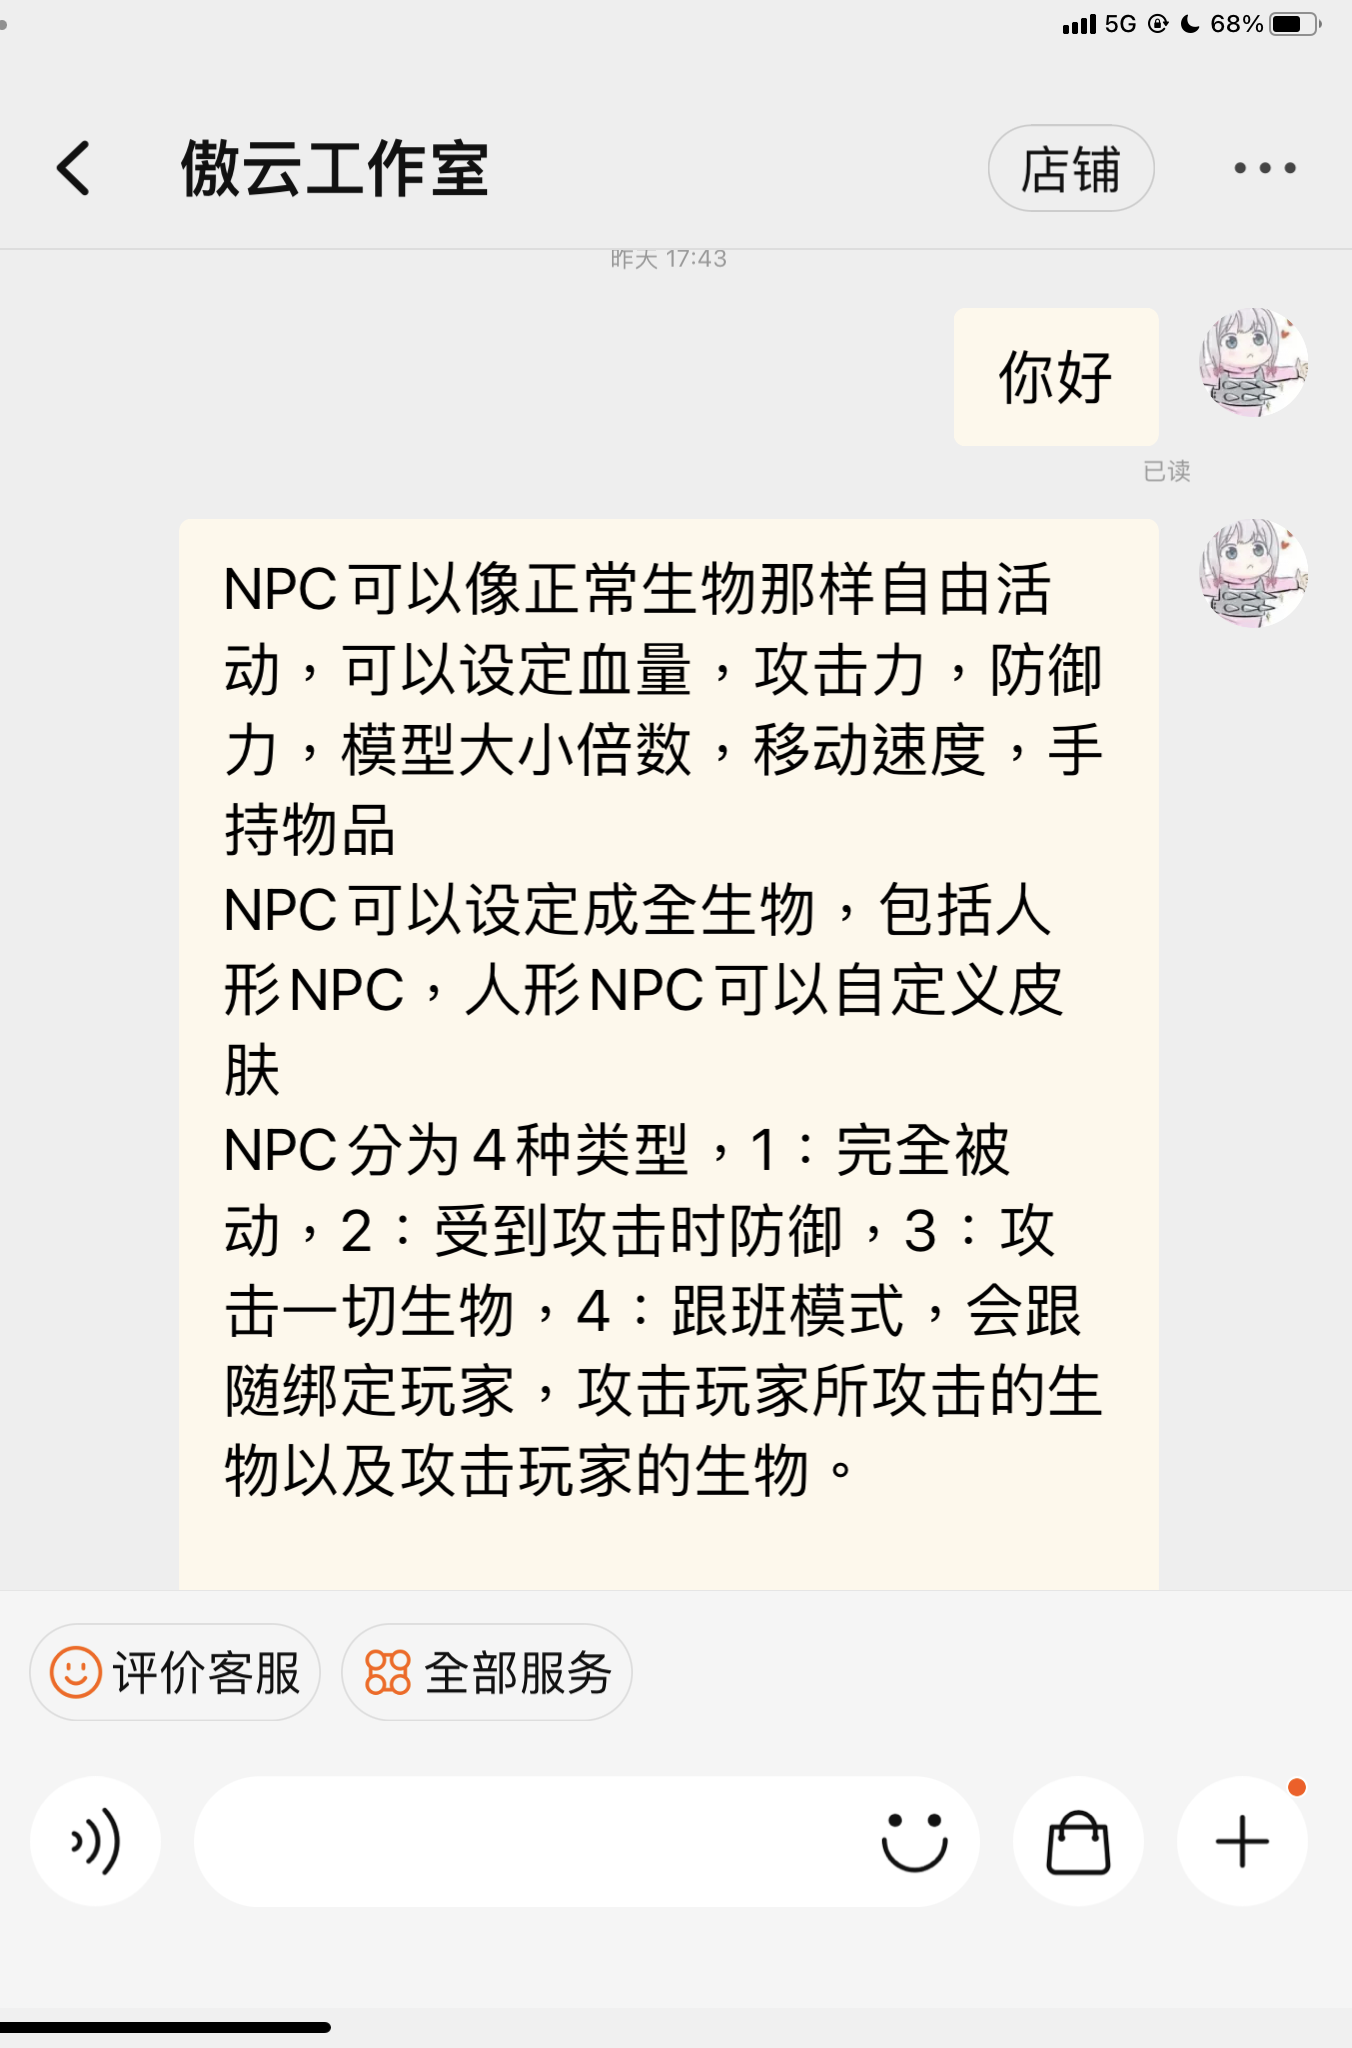 5G 68%
傲云工作室
店铺
昨天 17:43
你好
已读
NPC可以像正常生物那样自由活
动，可以设定血量，攻击力，防御
力，模型大小倍数，移动速度，手
持物品
NPC可以设定成全生物，包括人
形NPC，人形NPC可以自定义皮
肤
NPC分为4种类型，1：完全被
动，2：受到攻击时防御，3：攻
击一切生物，4：跟班模式，会跟
随绑定玩家，攻击玩家所攻击的生
物以及攻击玩家的生物。
评价客服
全部服务